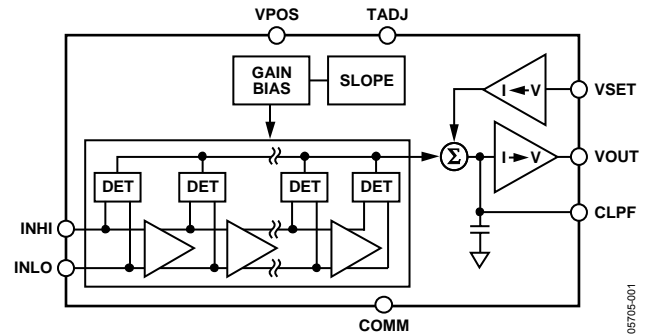 VPOS TADJ
GAIN
BIAS
SLOPE
I V
VSET
Σ
I V
VOUT
DET DET DET DET
CLPF
INHI
INLO
COMM
05705-001